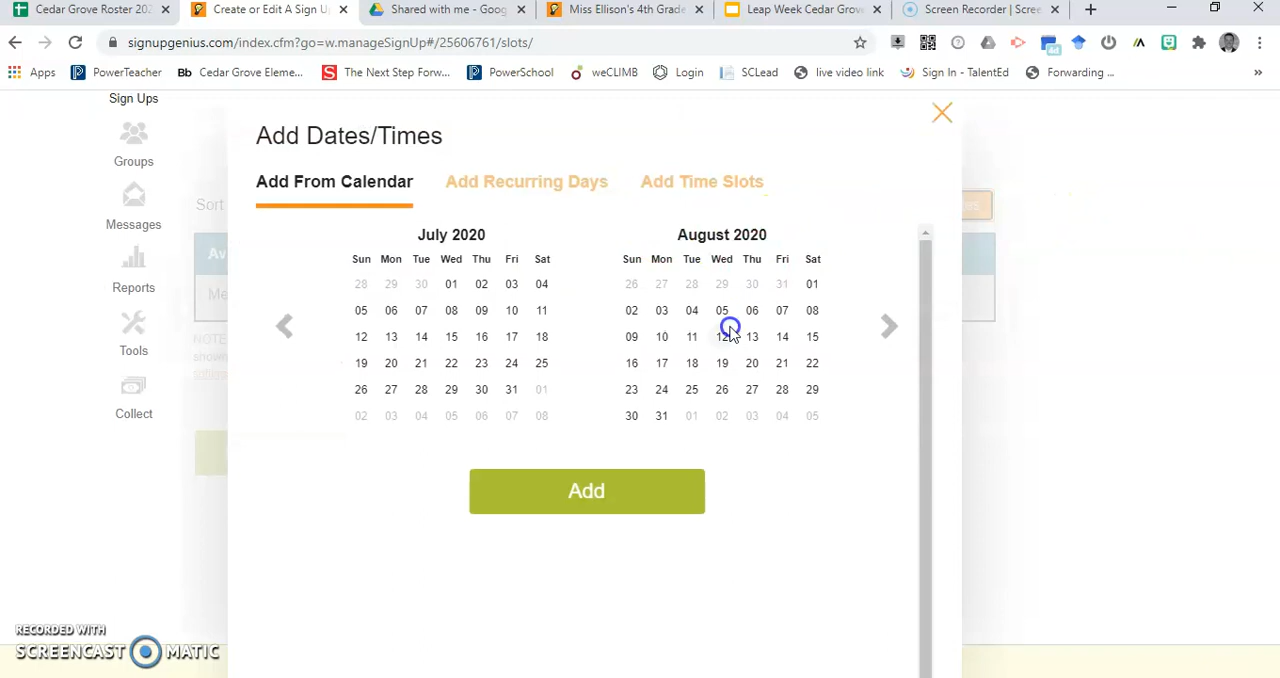 Cedar Grove Roster 202
Create or Edit A Sign U
Shared with me - Goog
Miss Ellison's 4th Grade
Leap Week Cedar Grove
Screen Recorder | Scree
signupgenius.com/index.cfm?go=w.manageSignUp#/25606761/slots/
Apps PowerTeacher Bb Cedar Grove Eleme... The Next Step Forw... PowerSchool weCLIMB Login SCLead live video link Sign In - TalentEd Forwarding ... »
Sign Ups
Groups
Messages
Reports
Tools
Collect
Sort
Av
Me
NOTE
Add Dates/Times
Add From Calendar Add Recurring Days Add Time Slots
July 2020
Sun Mon Tue Wed Thu Fri Sat
28 29 30 01 02 03 04
05 06 07 08 09 10 11
12 13 14 15 16 17 18
19 20 21 22 23 24 25
26 27 28 29 30 31 01
02 03 04 05 06 07 08
August 2020
Sun Mon Tue Wed Thu Fri Sat
26 27 28 29 30 31 01
02 03 04 05 06 07 08
09 10 11 12 13 14 15
16 17 18 19 20 21 22
23 24 25 26 27 28 29
30 31 01 02 03 04 05
Add
RECORDED WITH
SCREENCAST MATIC